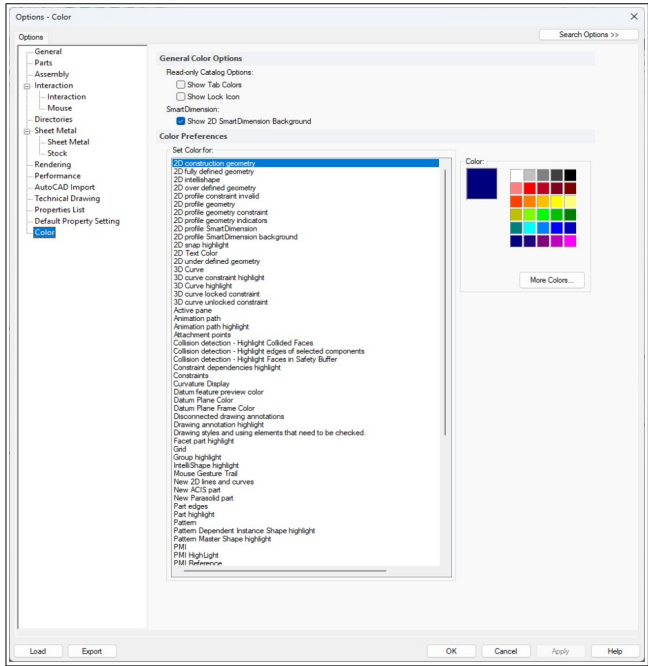 Options - Color
Options
Search Options >>
General
Parts
Assembly
Interaction
Interaction
Mouse
Directories
Sheet Metal
Sheet Metal
Stock
Rendering
Performance
AutoCAD Import
Technical Drawing
Properties List
Default Property Setting
Color
General Color Options
Read-only Catalog Options:
Show Tab Colors
Show Lock Icon
SmartDimension:
Show 2D SmartDimension Background
Color Preferences
Set Color for:
2D construction geometry
2D fully defined geometry
2D intellishape
2D over defined geometry
2D profile constraint invalid
2D profile geometry
2D profile geometry constraint
2D profile geometry indicators
2D profile SmartDimension
2D profile SmartDimension background
2D snap highlight
2D Text Color
2D under defined geometry
3D Curve
3D curve constraint highlight
3D Curve highlight
3D curve locked constraint
3D curve unlocked constraint
Active pane
Animation path
Animation path highlight
Attachment points
Collision detection - Highlight Collided Faces
Collision detection - Highlight edges of selected components
Collision detection - Highlight Faces in Safety Buffer
Constraint dependencies highlight
Constraints
Curvature Display
Datum feature preview color
Datum Plane Color
Datum Plane Frame Color
Disconnected drawing annotations
Drawing annotation highlight
Drawing styles and using elements that need to be checked.
Facet part highlight
Grid
Group highlight
IntelliShape highlight
Mouse Gesture Trail
New 2D lines and curves
New ACIS part
New Parasolid part
Part edges
Part highlight
Pattern
Pattern Dependent Instance Shape highlight
Pattern Master Shape highlight
PMI
PMI HighLight
PMI Reference
Color:
More Colors...
Load
Export
OK
Cancel
Apply
Help